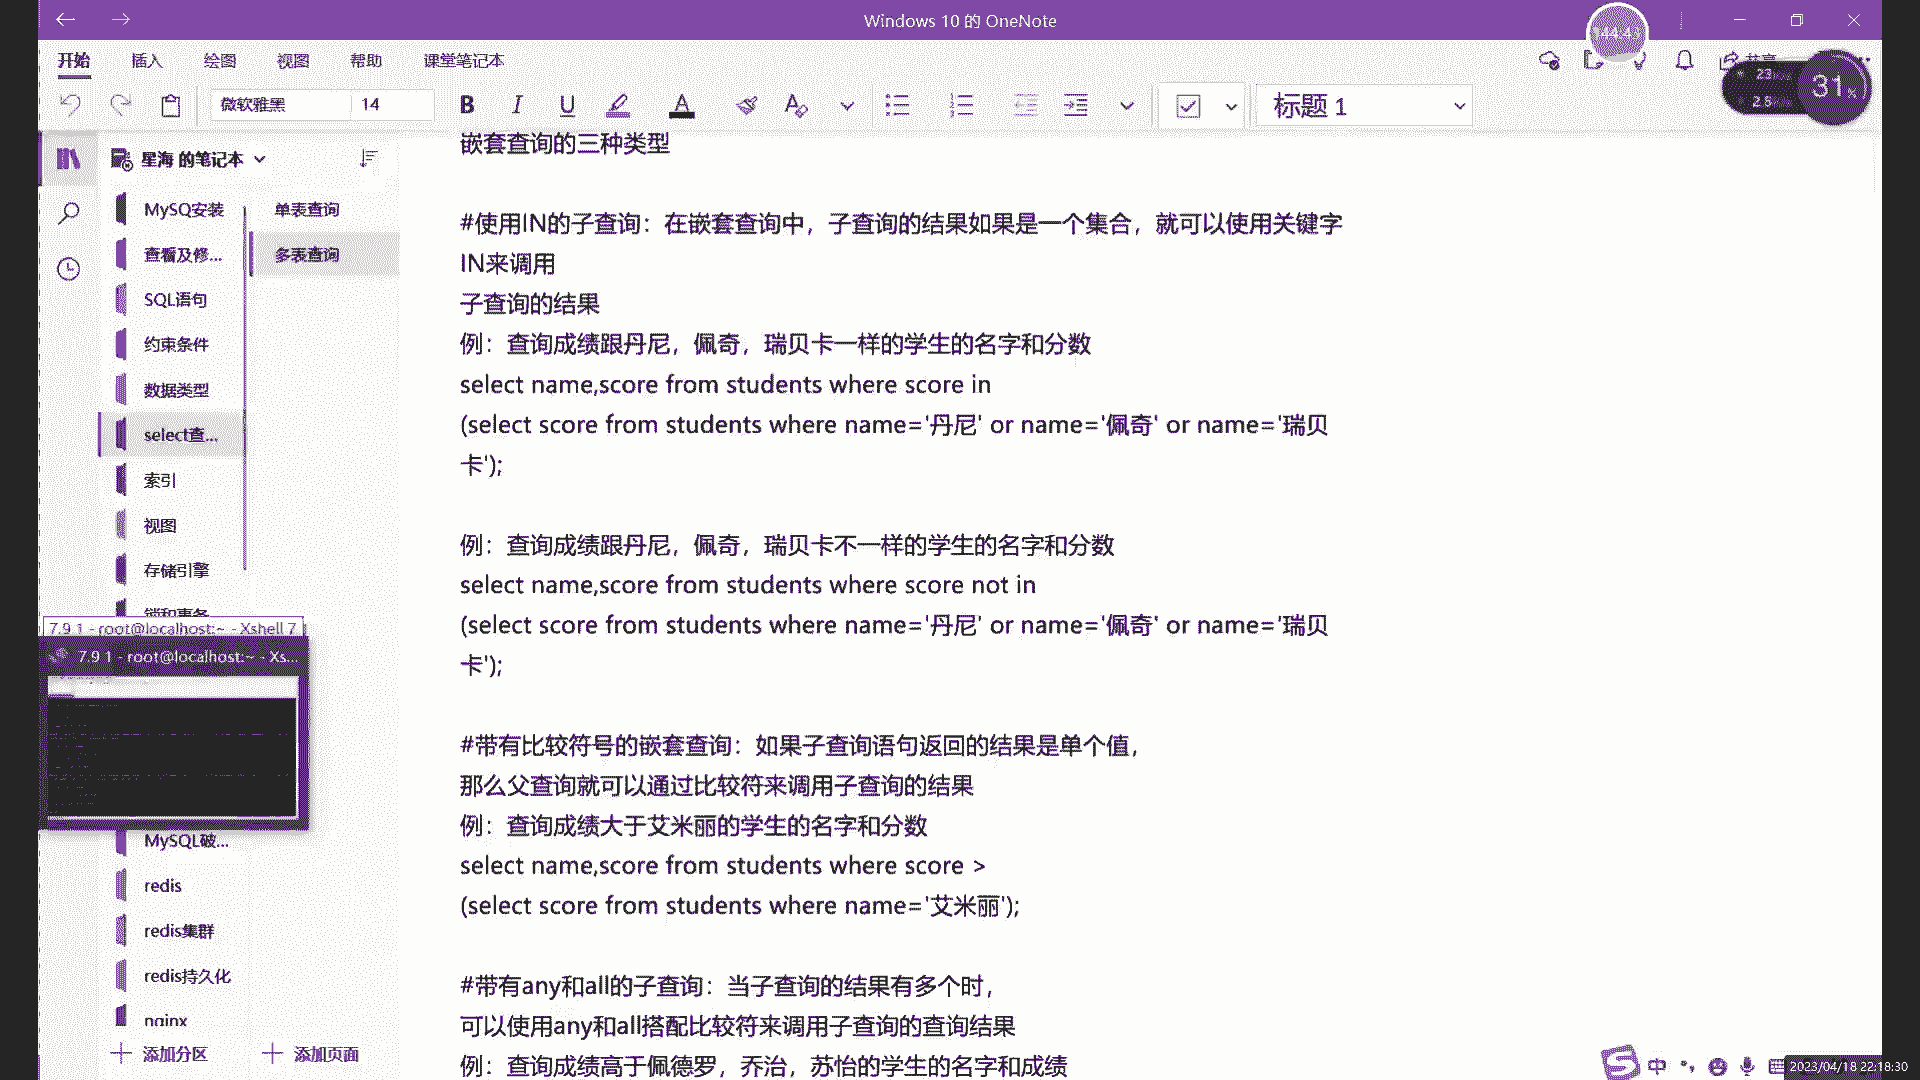 Windows 10 的 OneNote
开始 插入 绘图 视图 帮助 课堂笔记本
共享
微软雅黑 14 B I U A 标题 1
31%
星海 的笔记本
MySQ安装
查看及修...
SQL语句
约束条件
数据类型
select查...
索引
视图
存储引擎
锁和事务
7.9 1 - root@localhost:~ - Xshell 7
7.9 1 - root@localhost:~ - Xs...
MySQL破...
redis
redis集群
redis持久化
nginx
添加分区
添加页面
单表查询
多表查询
嵌套查询的三种类型
#使用IN的子查询：在嵌套查询中，子查询的结果如果是一个集合，就可以使用关键字
IN来调用
子查询的结果
例：查询成绩跟丹尼，佩奇，瑞贝卡一样的学生的名字和分数
select name,score from students where score in
(select score from students where name='丹尼' or name='佩奇' or name='瑞贝
卡');
例：查询成绩跟丹尼，佩奇，瑞贝卡不一样的学生的名字和分数
select name,score from students where score not in
(select score from students where name='丹尼' or name='佩奇' or name='瑞贝
卡');
#带有比较符号的嵌套查询：如果子查询语句返回的结果是单个值，
那么父查询就可以通过比较符来调用子查询的结果
例：查询成绩大于艾米丽的学生的名字和分数
select name,score from students where score >
(select score from students where name='艾米丽');
#带有any和all的子查询：当子查询的结果有多个时，
可以使用any和all搭配比较符来调用子查询的查询结果
例：查询成绩高于佩德罗，乔治，苏怡的学生的名字和成绩
中
2023/04/18 22:18:30